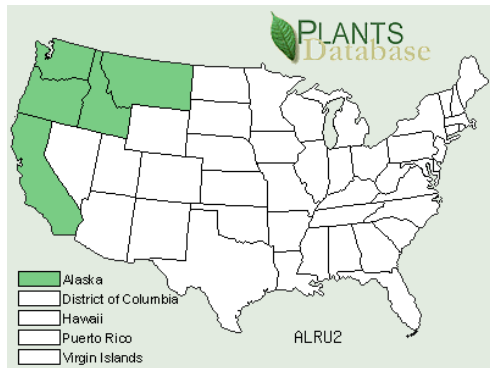 PLANTS
Database
Alaska
District of Columbia
Hawaii
Puerto Rico
Virgin Islands
ALRU2